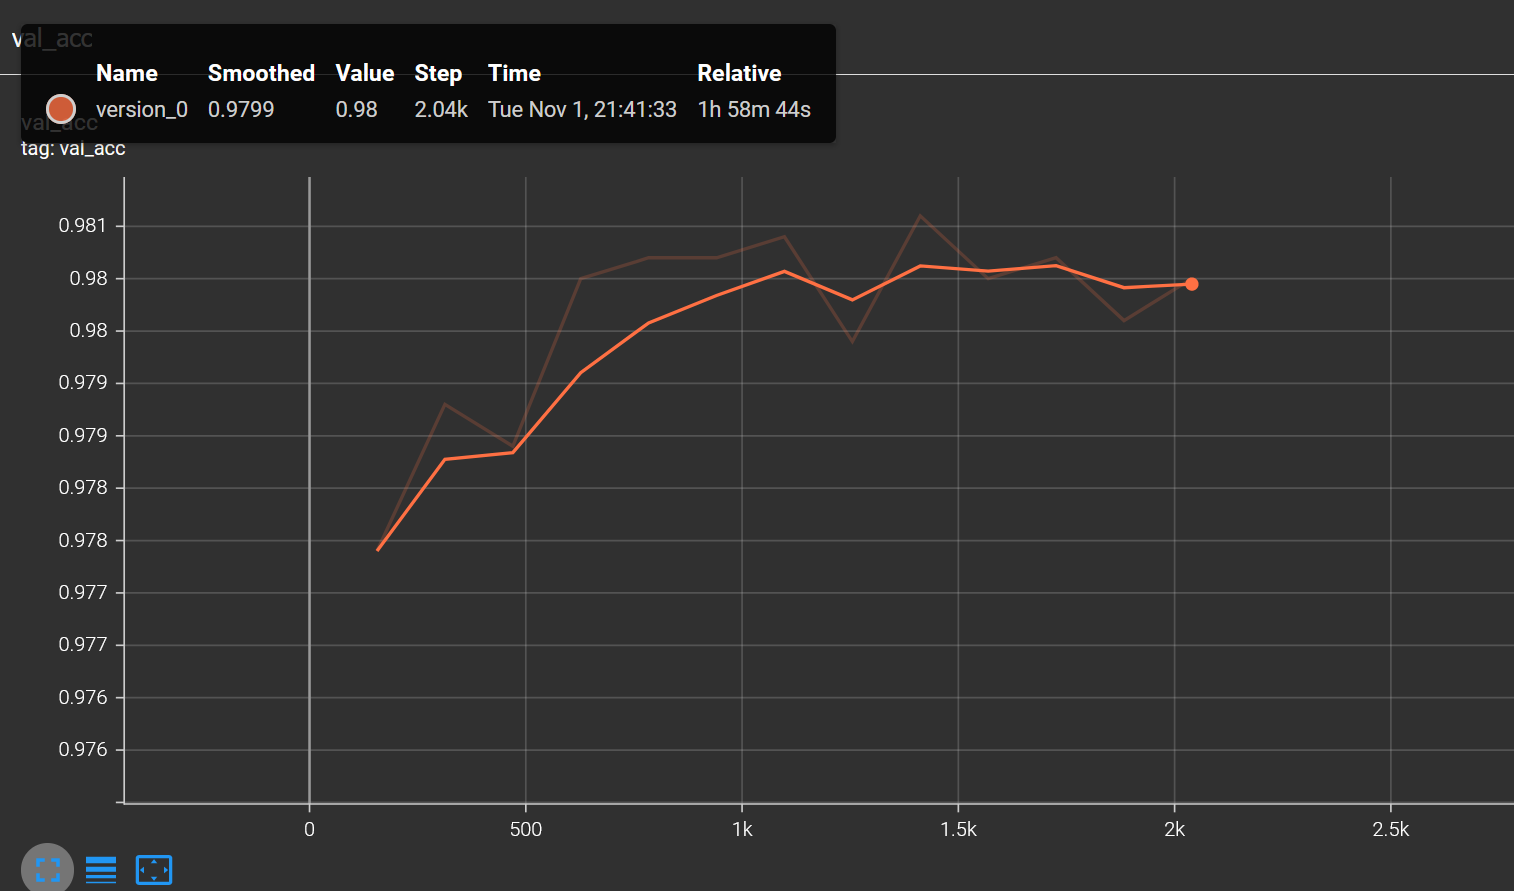 val_acc
Name Smoothed Value Step Time Relative
version_0 0.9799 0.98 2.04k Tue Nov 1, 21:41:33 1h 58m 44s
val_acc
tag: val_acc
0.981
0.98
0.98
0.979
0.979
0.978
0.978
0.977
0.977
0.976
0.976
0 500 1k 1.5k 2k 2.5k